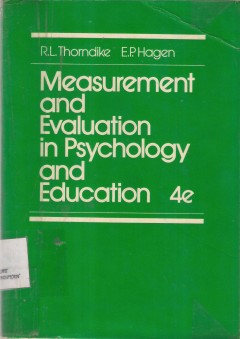 R.L.Thorndike E.P.Hagen
Measurement
and
Evaluation
in Psychology
and
Education 4e